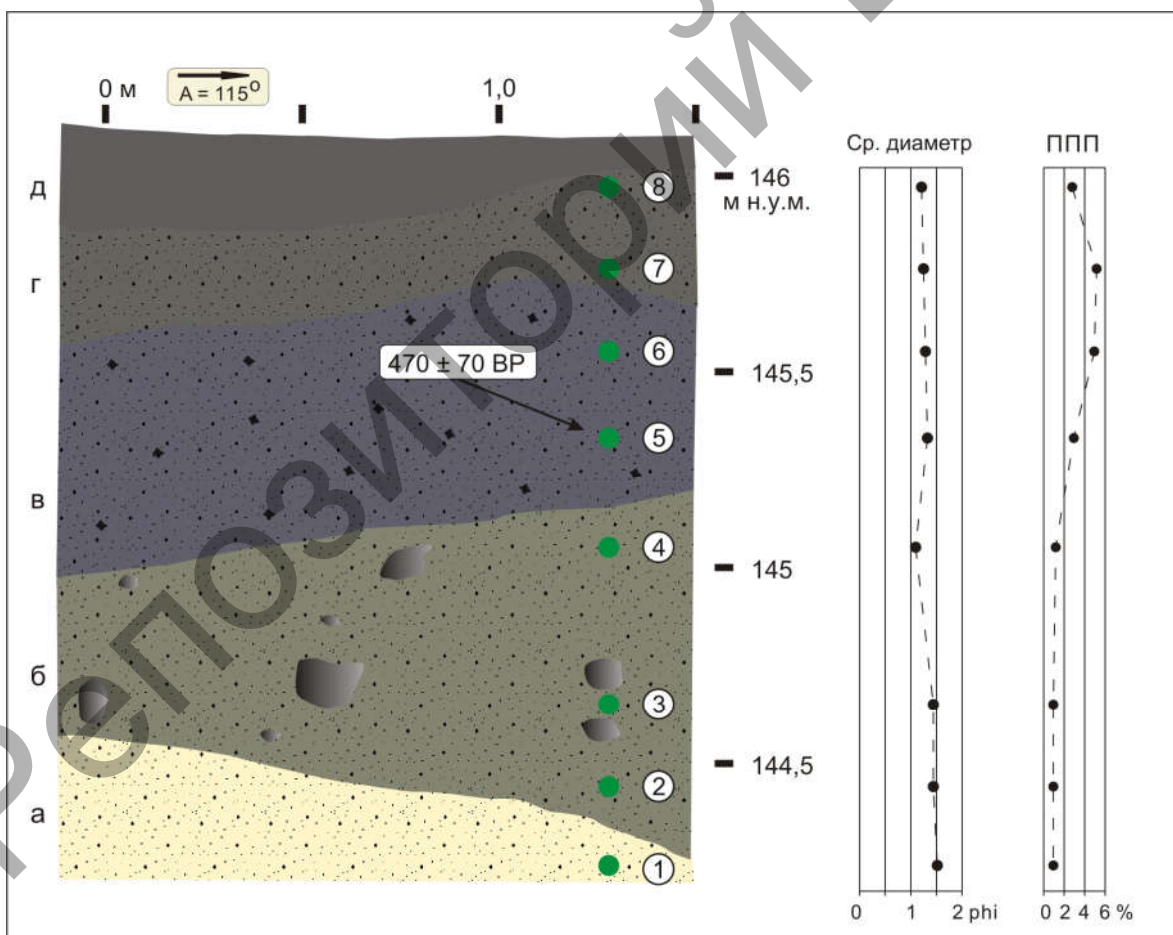 0 м
A = 115°
1,0
Ср. диаметр
ППП
д
8
146
м н.у.м.
г
7
6
470 ± 70 BP
145,5
5
в
4
145
б
3
144,5
2
а
1
0 1 2 phi
0 2 4 6 %
репозиторий